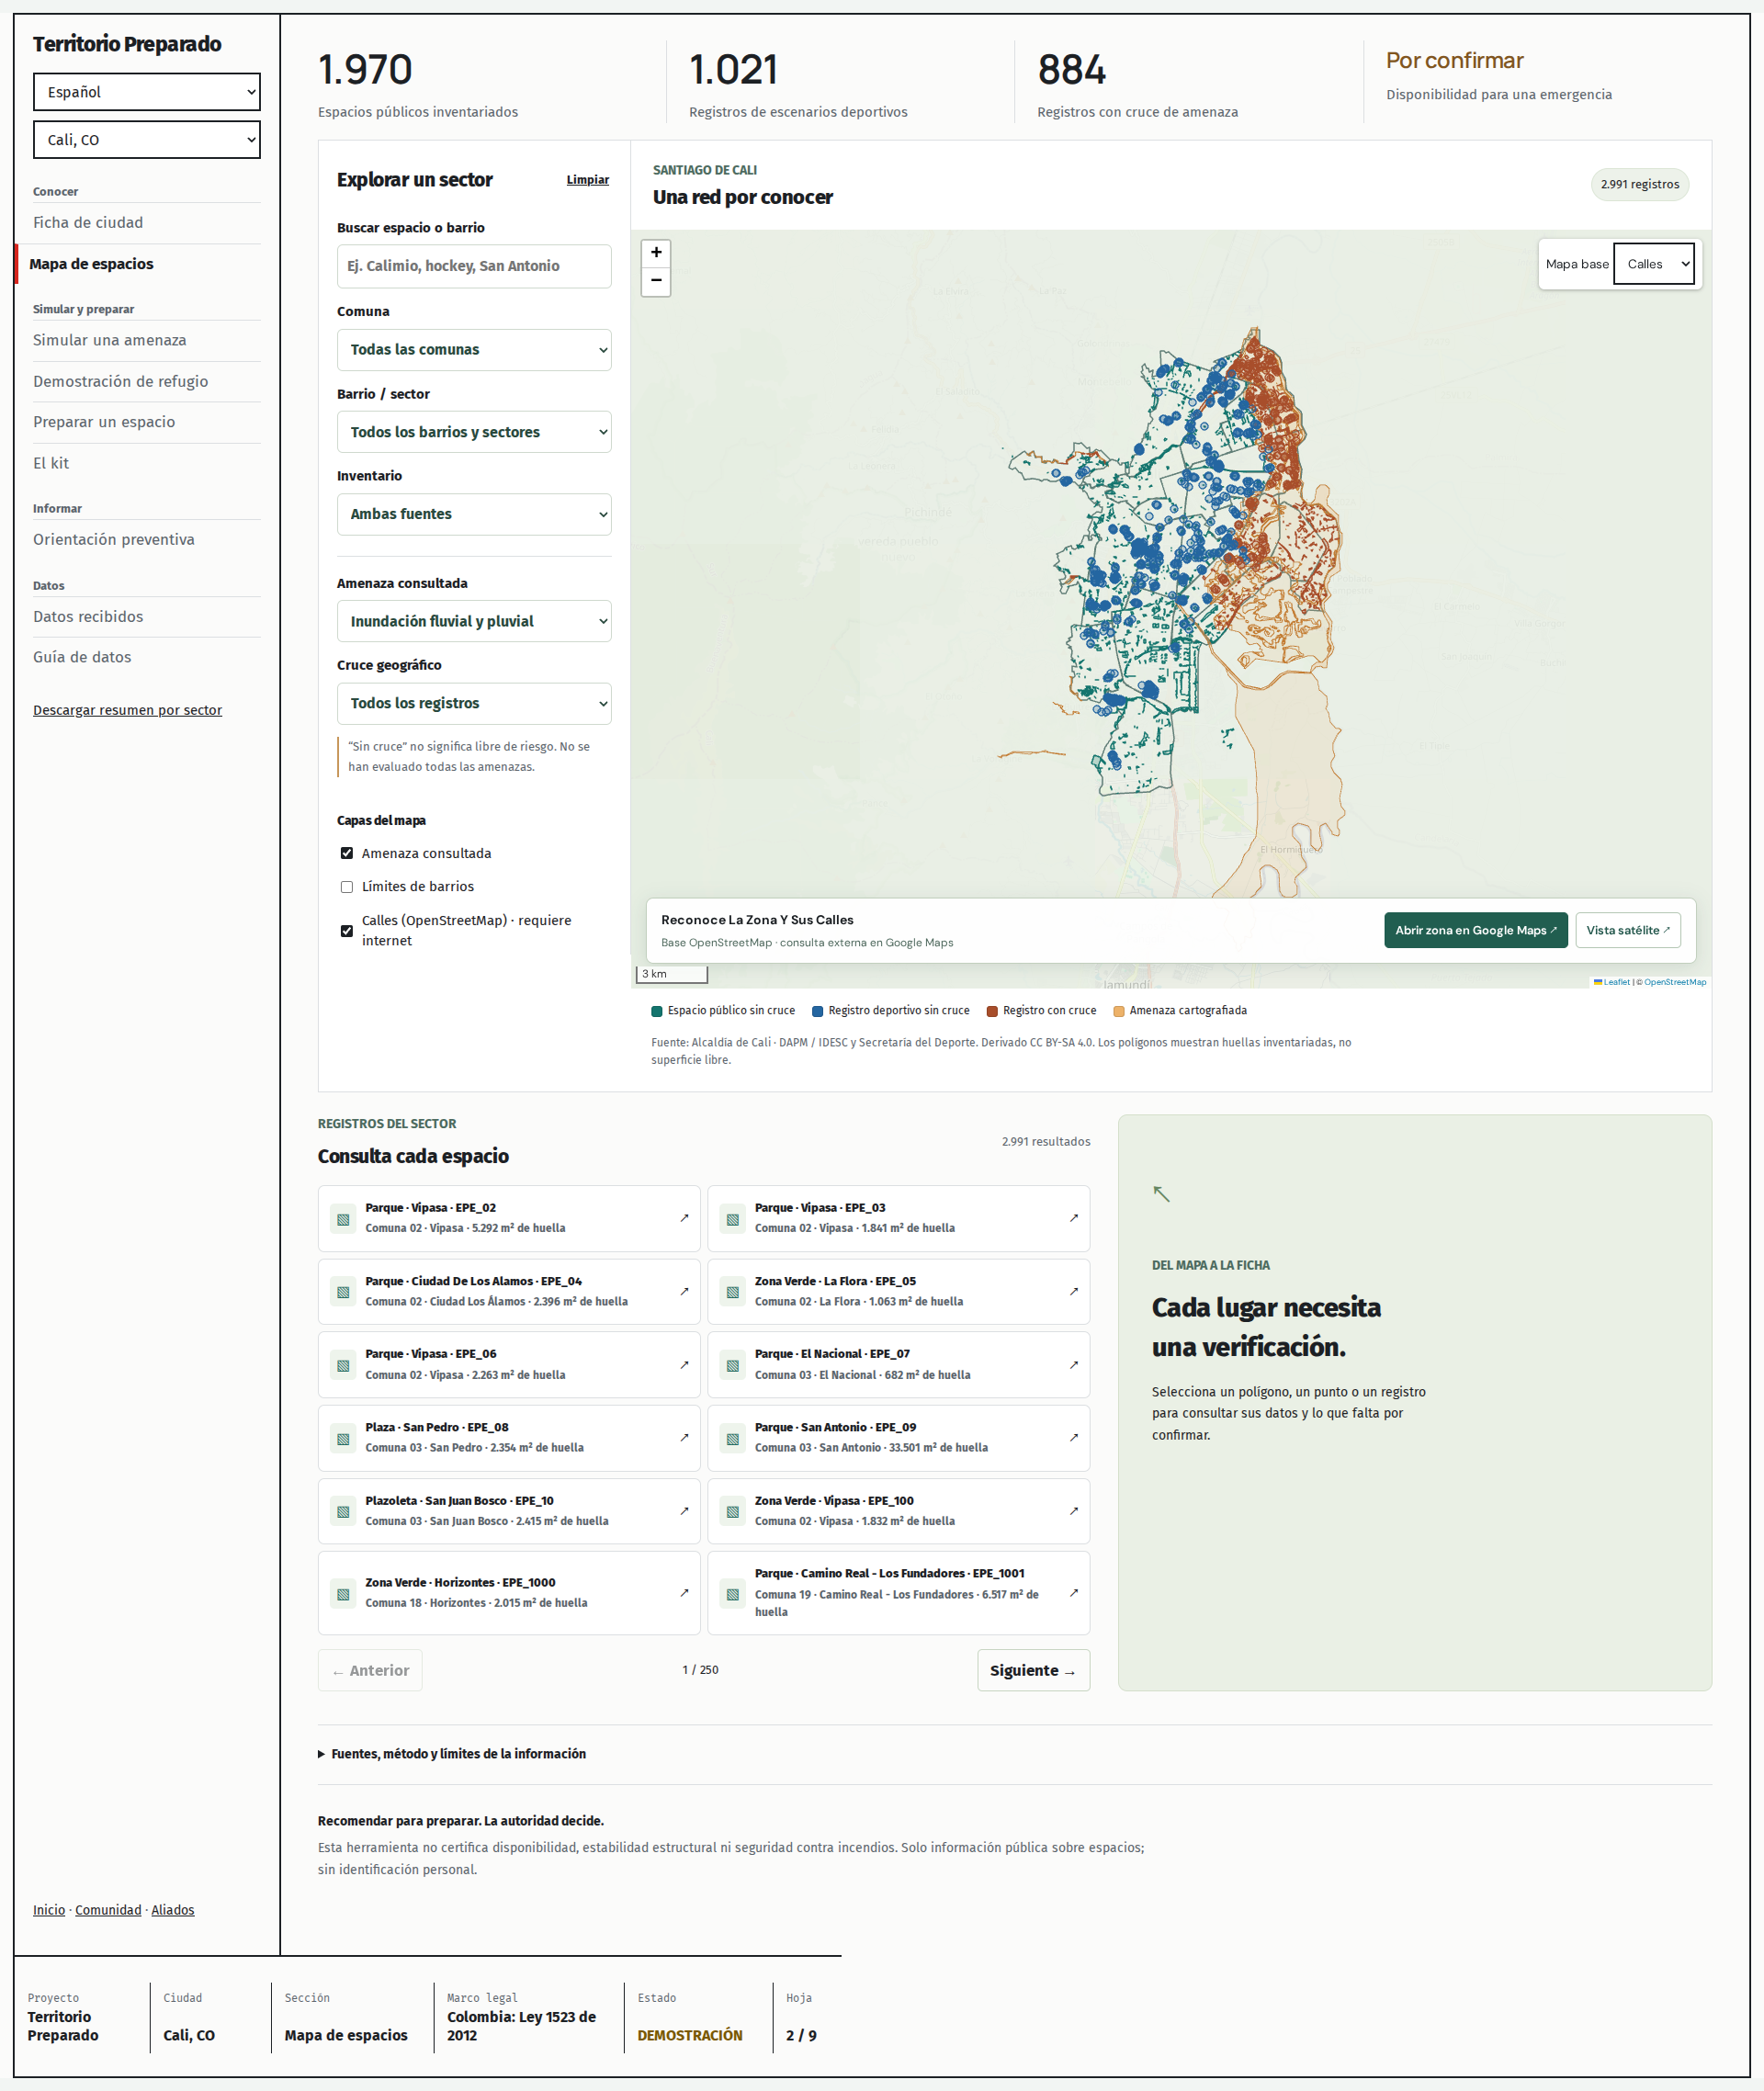 Territorio Preparado
Español
Cali, CO
Conocer
Ficha de ciudad
Mapa de espacios
Simular y preparar
Simular una amenaza
Demostración de refugio
Preparar un espacio
El kit
Informar
Orientación preventiva
Datos
Datos recibidos
Guía de datos
Descargar resumen por sector
Inicio · Comunidad · Aliados
1.970
Espacios públicos inventariados
1.021
Registros de escenarios deportivos
884
Registros con cruce de amenaza
Por confirmar
Disponibilidad para una emergencia
Explorar un sector
Limpiar
Buscar espacio o barrio
Ej. Calimio, hockey, San Antonio
Comuna
Todas las comunas
Barrio / sector
Todos los barrios y sectores
Inventario
Ambas fuentes
Amenaza consultada
Inundación fluvial y pluvial
Cruce geográfico
Todos los registros
“Sin cruce” no significa libre de riesgo. No se
han evaluado todas las amenazas.
Capas del mapa
Amenaza consultada
Límites de barrios
Calles (OpenStreetMap) · requiere
internet
SANTIAGO DE CALI
Una red por conocer
2.991 registros
+
−
Mapa base
Calles
Pichindé
El Hormiguero
Jamundí
Reconoce La Zona Y Sus Calles
Base OpenStreetMap · consulta externa en Google Maps
Abrir zona en Google Maps ↗
Vista satélite ↗
3 km
Leaflet | © OpenStreetMap
Espacio público sin cruce
Registro deportivo sin cruce
Registro con cruce
Amenaza cartografiada
Fuente: Alcaldía de Cali · DAPM / IDESC y Secretaría del Deporte. Derivado CC BY-SA 4.0. Los polígonos muestran huellas inventariadas, no
superficie libre.
REGISTROS DEL SECTOR
Consulta cada espacio
2.991 resultados
Parque · Vipasa · EPE_02
Comuna 02 · Vipasa · 5.292 m² de huella
↗
Parque · Vipasa · EPE_03
Comuna 02 · Vipasa · 1.841 m² de huella
↗
Parque · Ciudad De Los Alamos · EPE_04
Comuna 02 · Ciudad Los Álamos · 2.396 m² de huella
↗
Zona Verde · La Flora · EPE_05
Comuna 02 · La Flora · 1.063 m² de huella
↗
Parque · Vipasa · EPE_06
Comuna 02 · Vipasa · 2.263 m² de huella
↗
Parque · El Nacional · EPE_07
Comuna 03 · El Nacional · 682 m² de huella
↗
Plaza · San Pedro · EPE_08
Comuna 03 · San Pedro · 2.354 m² de huella
↗
Parque · San Antonio · EPE_09
Comuna 03 · San Antonio · 33.501 m² de huella
↗
Plazoleta · San Juan Bosco · EPE_10
Comuna 03 · San Juan Bosco · 2.415 m² de huella
↗
Zona Verde · Vipasa · EPE_100
Comuna 02 · Vipasa · 1.832 m² de huella
↗
Zona Verde · Horizontes · EPE_1000
Comuna 18 · Horizontes · 2.015 m² de huella
↗
Parque · Camino Real - Los Fundadores · EPE_1001
Comuna 19 · Camino Real - Los Fundadores · 6.517 m² de
huella
↗
← Anterior
1 / 250
Siguiente →
↖
DEL MAPA A LA FICHA
Cada lugar necesita
una verificación.
Selecciona un polígono, un punto o un registro
para consultar sus datos y lo que falta por
confirmar.
▶ Fuentes, método y límites de la información
Recomendar para preparar. La autoridad decide.
Esta herramienta no certifica disponibilidad, estabilidad estructural ni seguridad contra incendios. Solo información pública sobre espacios;
sin identificación personal.
Proyecto
Territorio
Preparado
Ciudad
Cali, CO
Sección
Mapa de espacios
Marco legal
Colombia: Ley 1523 de
2012
Estado
DEMOSTRACIÓN
Hoja
2 / 9